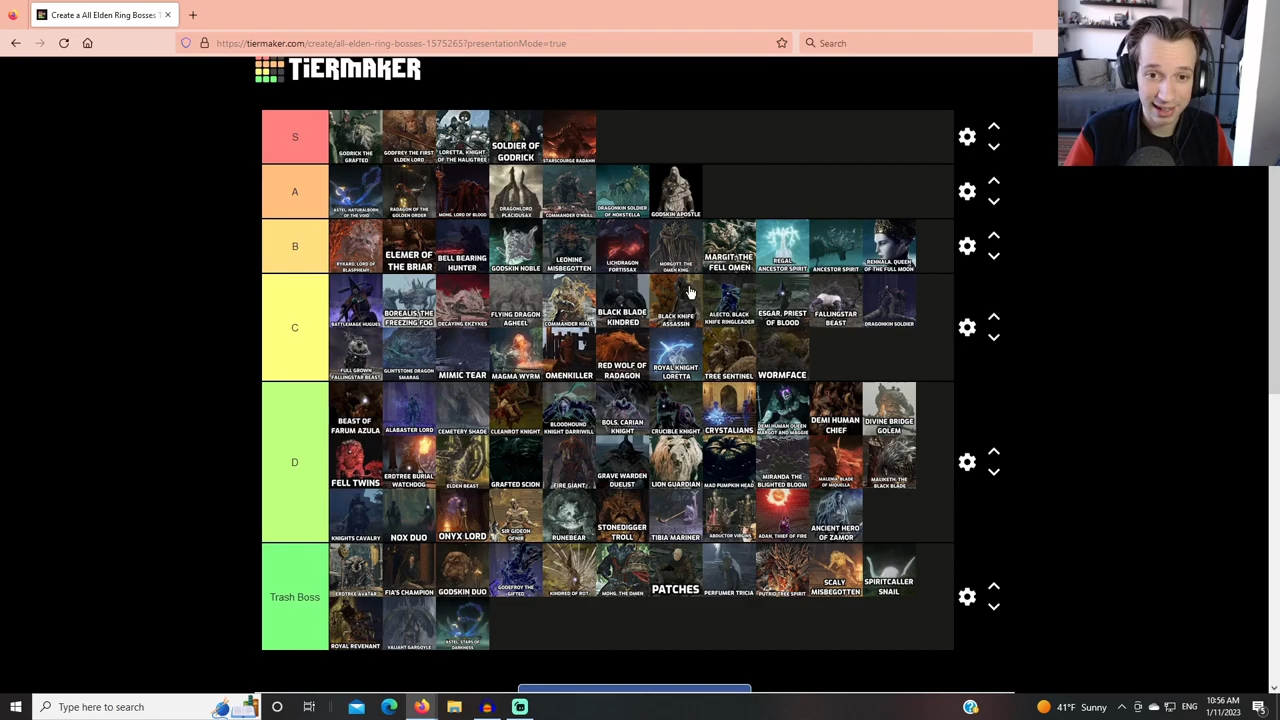 Create a All Elden Ring Bosses T
https://tiermaker.com/create/all-elden-ring-bosses-1575265?presentationMode=true
Search
TIERMAKER
S
GODRICK THE GRAFTED
GODFREY THE FIRST ELDEN LORD
LORETTA, KNIGHT OF THE HALIGTREE
SOLDIER OF GODRICK
STARSCOURGE RADAHN
A
ASTEL, NATURALBORN OF THE VOID
RADAGON OF THE GOLDEN ORDER
MOHG, LORD OF BLOOD
DRAGONLORD PLACIDUSAX
COMMANDER O'NEILL
DRAGONKIN SOLDIER OF NOKSTELLA
GODSKIN APOSTLE
B
RYKARD, LORD OF BLASPHEMY
ELEMER OF THE BRIAR
BELL BEARING HUNTER
GODSKIN NOBLE
LEONINE MISBEGOTTEN
LICHDRAGON FORTISSAX
MORGOTT, THE OMEN KING
MARGIT, THE FELL OMEN
REGAL ANCESTOR SPIRIT
ANCESTOR SPIRIT
RENNALA, QUEEN OF THE FULL MOON
C
BATTLEMAGE HUGUES
BOREALIS, THE FREEZING FOG
DECAYING EKZYKES
FLYING DRAGON AGHEEL
COMMANDER NIALL
BLACK BLADE KINDRED
BLACK KNIFE ASSASSIN
ALECTO, BLACK KNIFE RINGLEADER
ESGAR, PRIEST OF BLOOD
FALLINGSTAR BEAST
DRAGONKIN SOLDIER
FULL GROWN FALLINGSTAR BEAST
GLINTSTONE DRAGON SMARAG
MIMIC TEAR
MAGMA WYRM
OMENKILLER
RED WOLF OF RADAGON
ROYAL KNIGHT LORETTA
TREE SENTINEL
WORMFACE
D
BEAST OF FARUM AZULA
ALABASTER LORD
CEMETERY SHADE
CLEANROT KNIGHT
BLOODHOUND KNIGHT DARRIWILL
BOLS, CARIAN KNIGHT
CRUCIBLE KNIGHT
CRYSTALIANS
DEMI HUMAN QUEEN MARGOT AND MAGGIE
DEMI HUMAN CHIEF
DIVINE BRIDGE GOLEM
FELL TWINS
ERDTREE BURIAL WATCHDOG
ELDEN BEAST
GRAFTED SCION
FIRE GIANT
GRAVE WARDEN DUELIST
LION GUARDIAN
MAD PUMPKIN HEAD
MIRANDA THE BLIGHTED BLOOM
MALENIA, BLADE OF MIQUELLA
MALIKETH, THE BLACK BLADE
KNIGHTS CAVALRY
NOX DUO
ONYX LORD
SIR GIDEON OFNIR
RUNEBEAR
STONEDIGGER TROLL
TIBIA MARINER
ABDUCTOR VIRGINS
ADAN, THIEF OF FIRE
ANCIENT HERO OF ZAMOR
Trash Boss
ERDTREE AVATAR
FIA'S CHAMPION
GODSKIN DUO
GODEFROY THE GIFTED
KINDRED OF ROT
MOHG, THE OMEN
PATCHES
PERFUMER TRICIA
PUTRID TREE SPIRIT
SCALY MISBEGOTTEN
SPIRITCALLER SNAIL
ROYAL REVENANT
VALIANT GARGOYLE
ASTEL, STARS OF DARKNESS
Type here to search
41°F Sunny
ENG
10:56 AM
1/11/2023
5